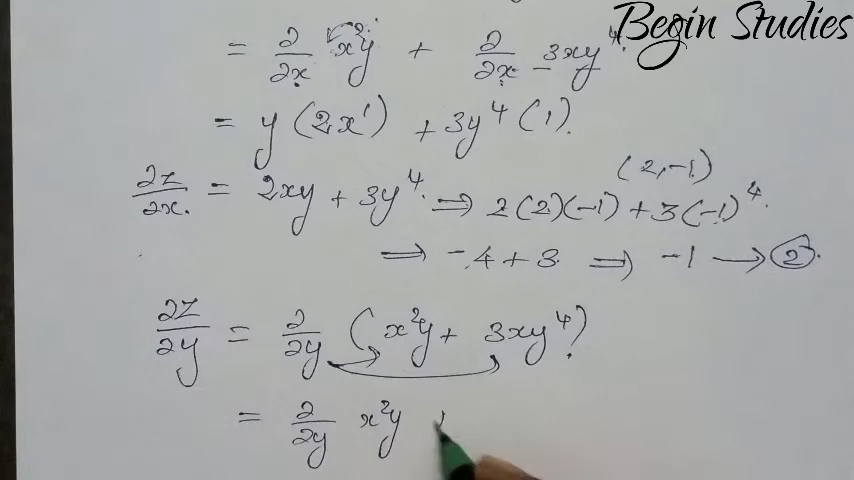 Begin Studies
= ∂/∂x x²y + ∂/∂x 3xy⁴.
= y (2x¹) + 3y⁴ (1).
(2,-1)
∂z/∂x = 2xy + 3y⁴ ⇒ 2(2)(-1) + 3(-1)⁴.
⇒ -4 + 3 ⇒ -1 → ②.
∂z/∂y = ∂/∂y (x²y + 3xy⁴)
= ∂/∂y x²y